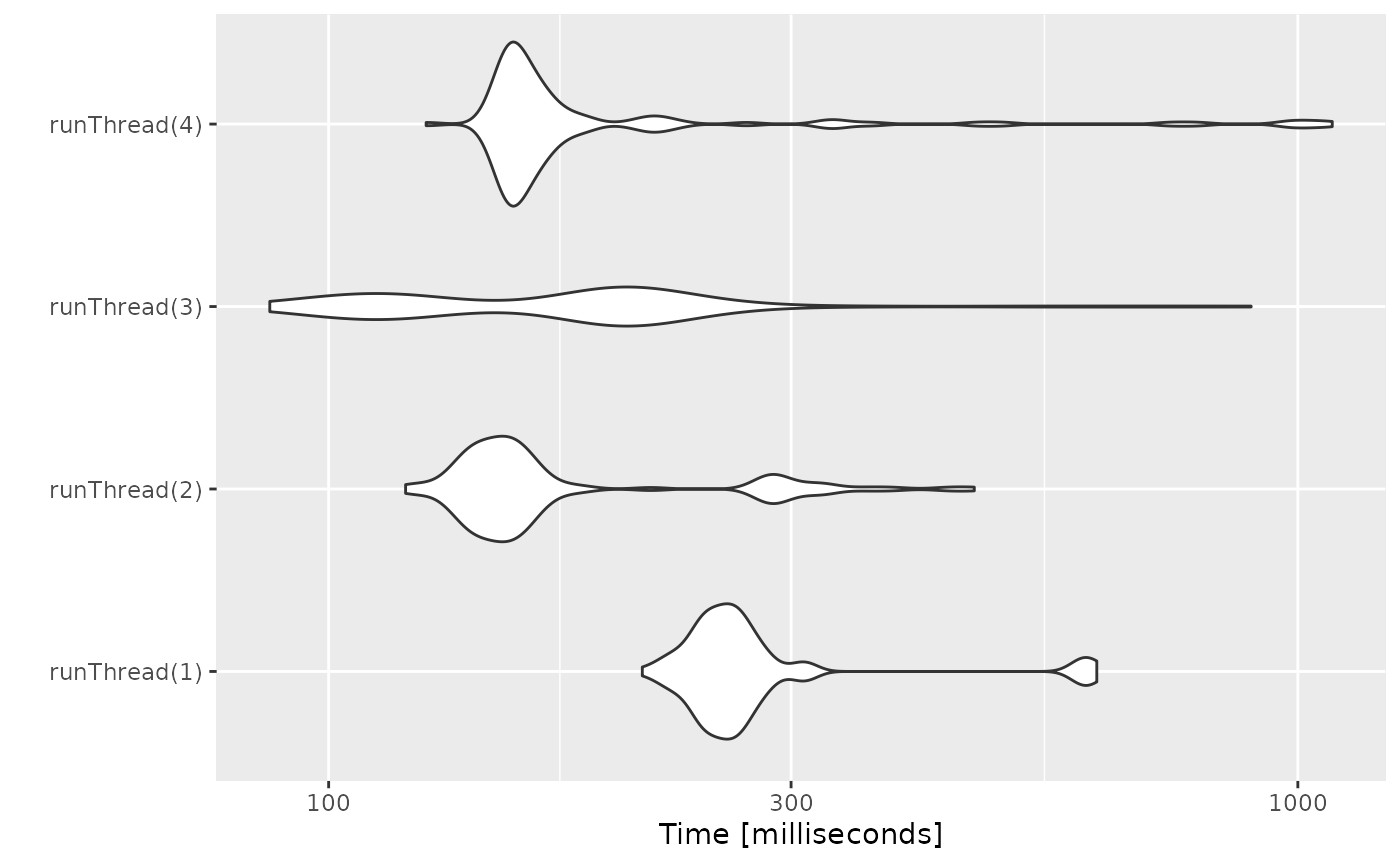 runThread(4)
runThread(3)
runThread(2)
runThread(1)
100 300 1000
Time [milliseconds]